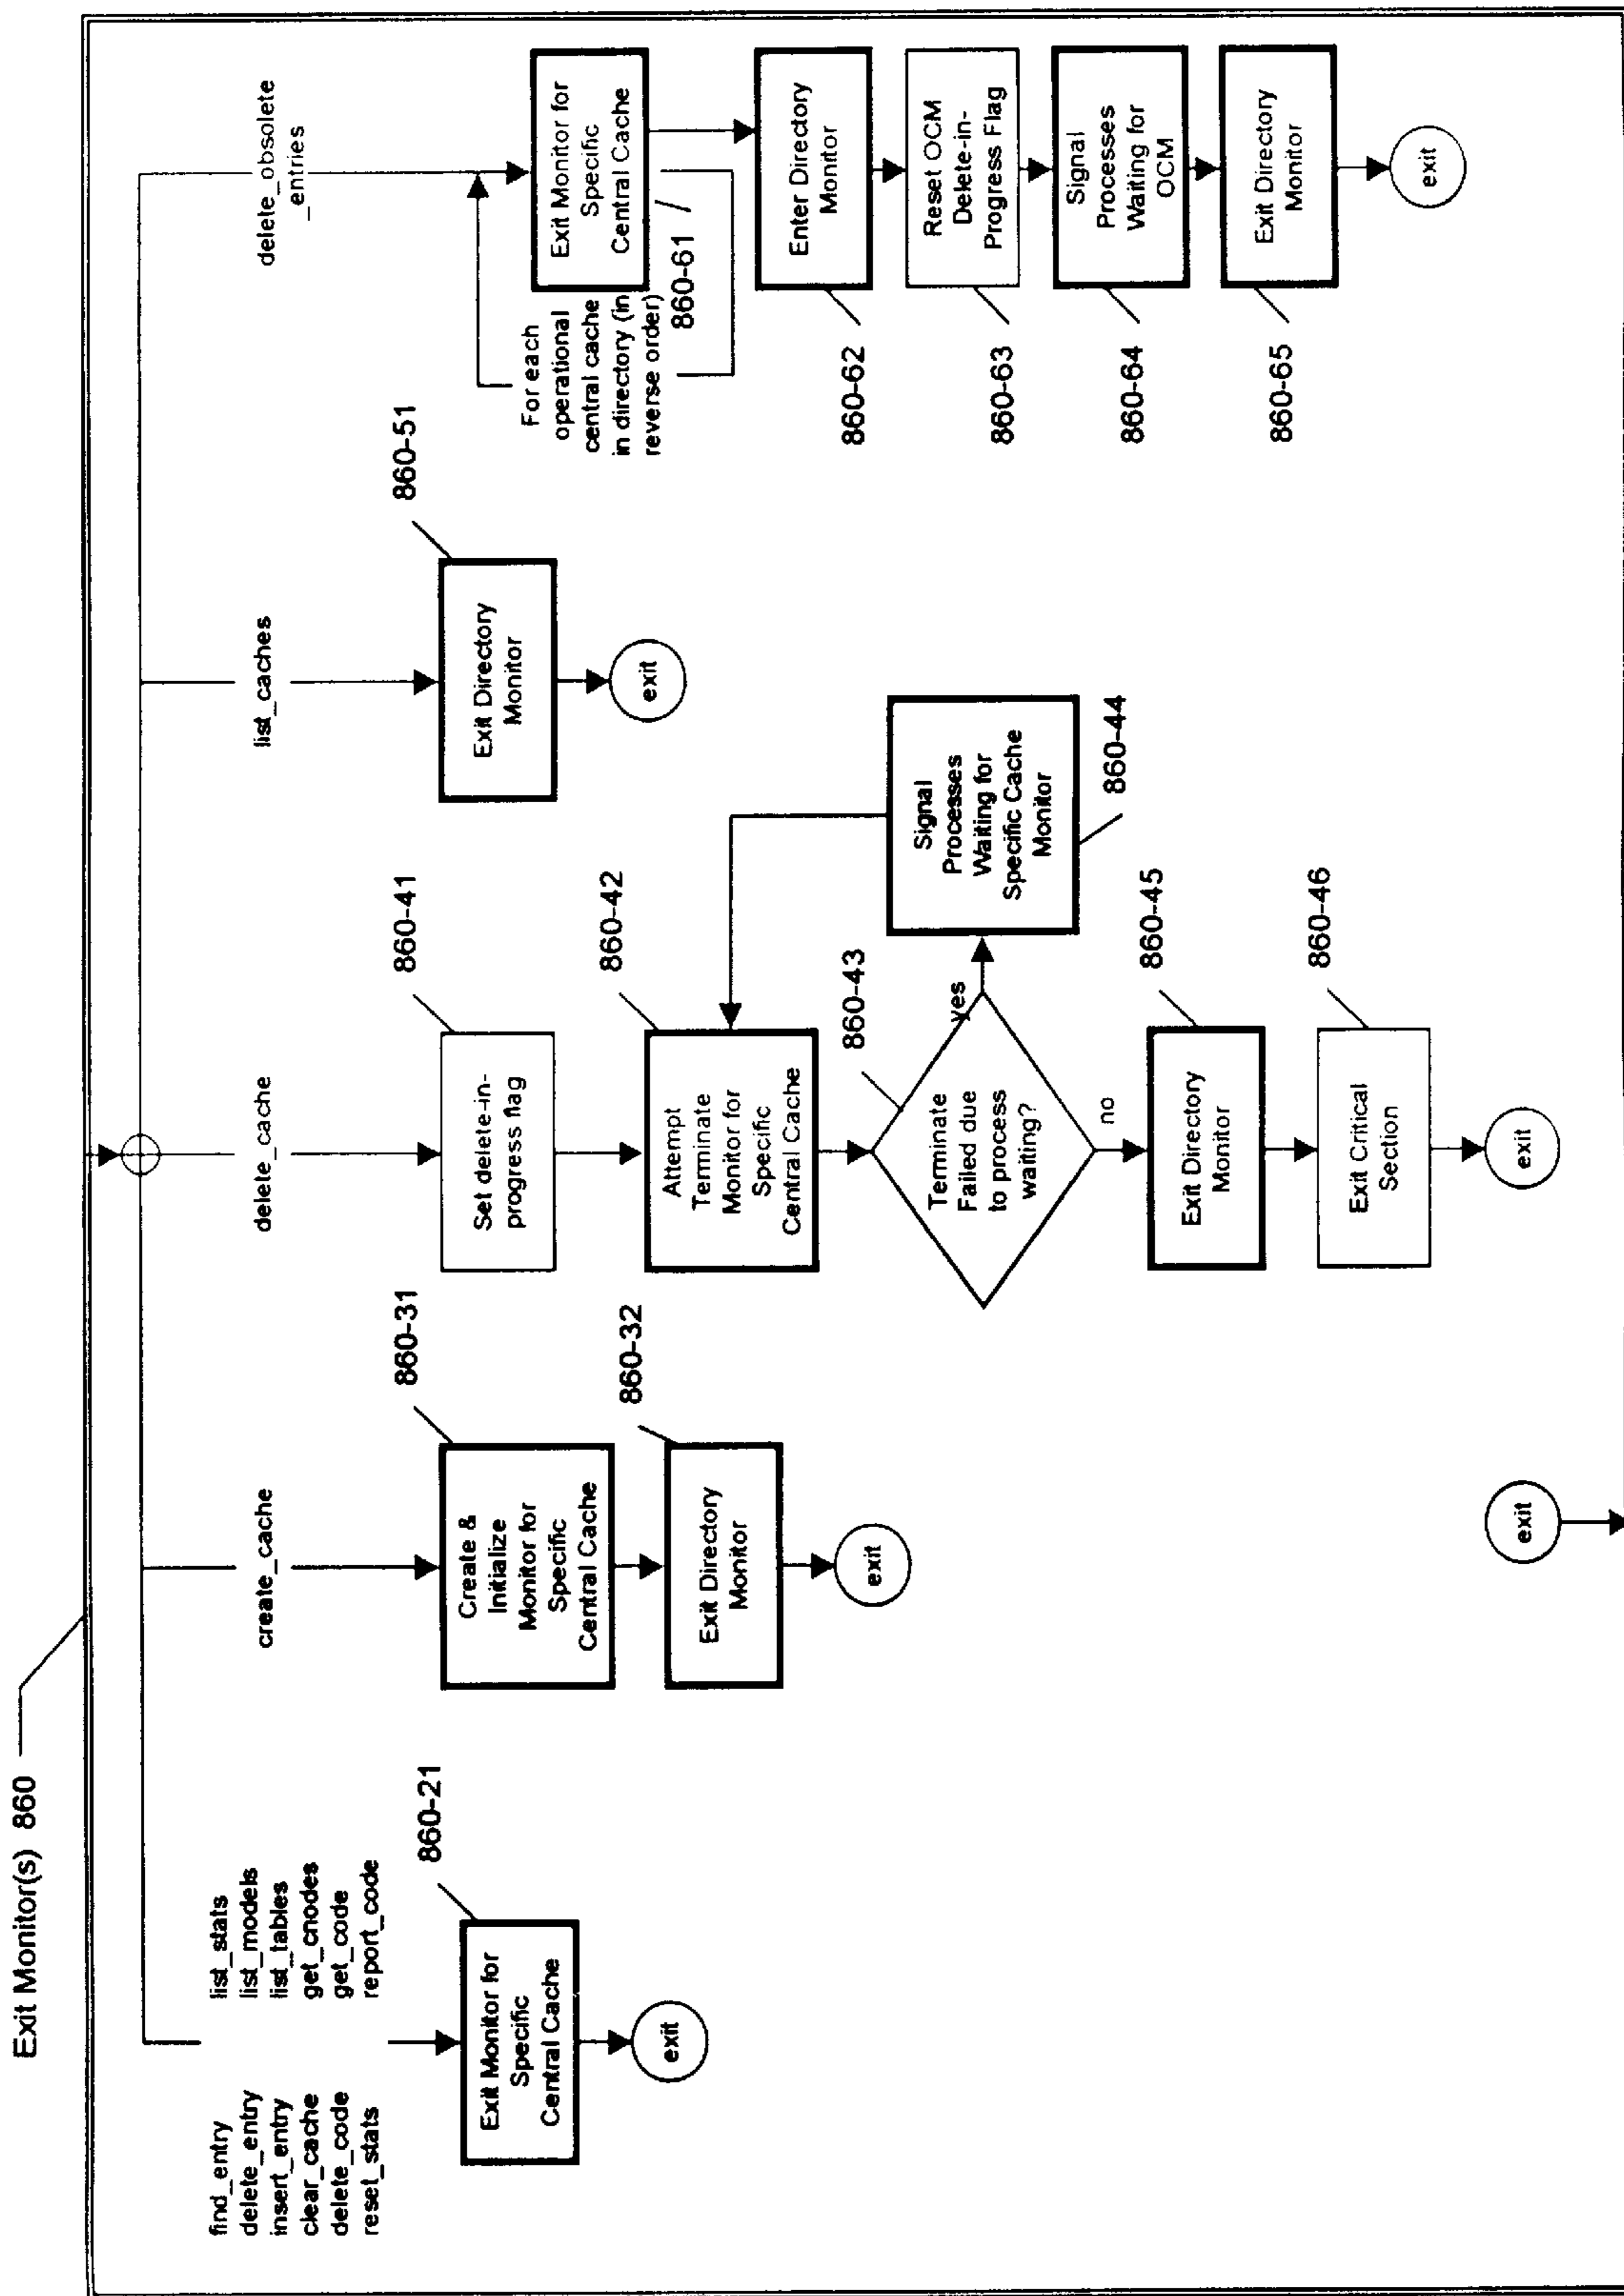 Exit Monitor(s) 860
find_entry
delete_entry
insert_entry
clear_cache
delete_code
reset_stats
list_stats
list_models
list_tables
get_cnodes
get_code
report_code
860-21
Exit Monitor for
Specific
Central Cache
exit
create_cache
860-31
Create &
Initialize
Monitor for
Specific
Central Cache
860-32
Exit Directory
Monitor
exit
delete_cache
860-41
Set delete-in-
progress flag
860-42
Attempt
Terminate
Monitor for
Specific
Central Cache
860-43
Terminate
Failed due
to process
waiting?
yes
no
Signal
Processes
Waiting for
Specific Cache
Monitor
860-44
860-45
Exit Directory
Monitor
860-46
Exit Critical
Section
exit
list_caches
860-51
Exit Directory
Monitor
exit
delete_obsolete
_entries
Exit Monitor for
Specific
Central Cache
For each
operational
central cache
in directory (in
reverse order)
860-61
Enter Directory
Monitor
860-62
Reset OCM
Delete-in-
Progress Flag
860-63
Signal
Processes
Waiting for
OCM
860-64
Exit Directory
Monitor
860-65
exit
exit